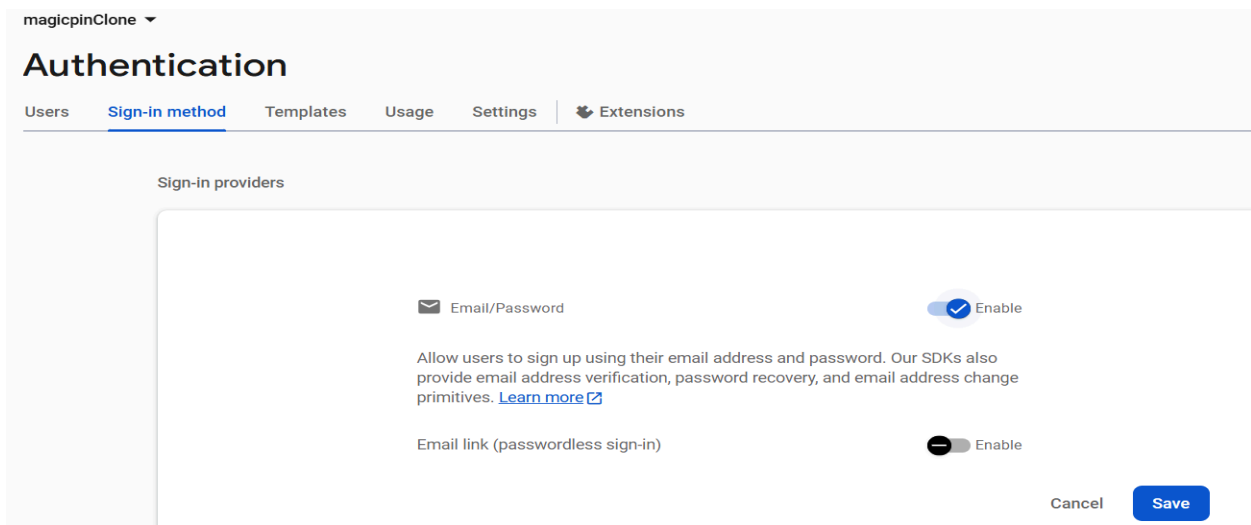 magicpinClone
Authentication
Users Sign-in method Templates Usage Settings Extensions
Sign-in providers
Email/Password Enable
Allow users to sign up using their email address and password. Our SDKs also
provide email address verification, password recovery, and email address change
primitives. Learn more
Email link (passwordless sign-in) Enable
Cancel Save